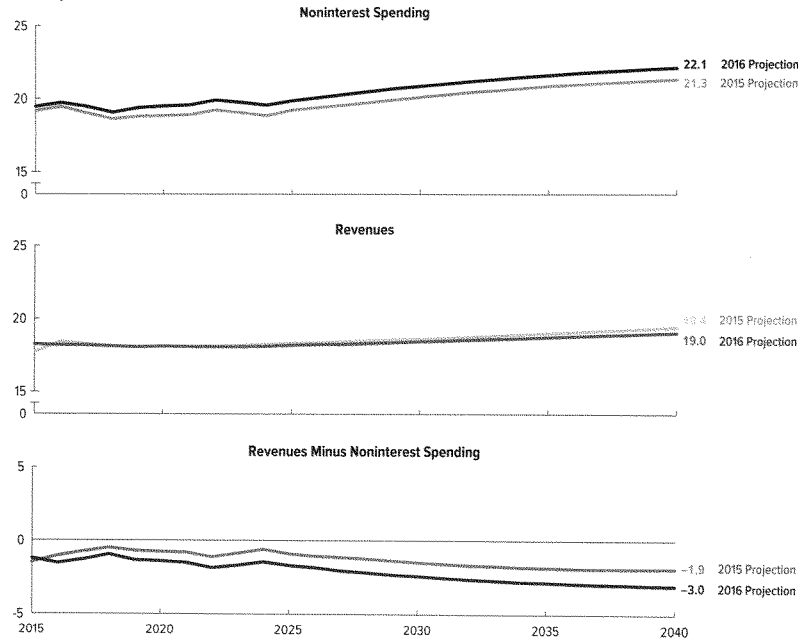 Noninterest Spending
25
20
15
0
22.1 2016 Projection
21.3 2015 Projection
Revenues
25
20
15
0
2015 Projection
19.0 2016 Projection
Revenues Minus Noninterest Spending
5
0
-5
−1.9 2015 Projection
−3.0 2016 Projection
2015 2020 2025 2030 2035 2040